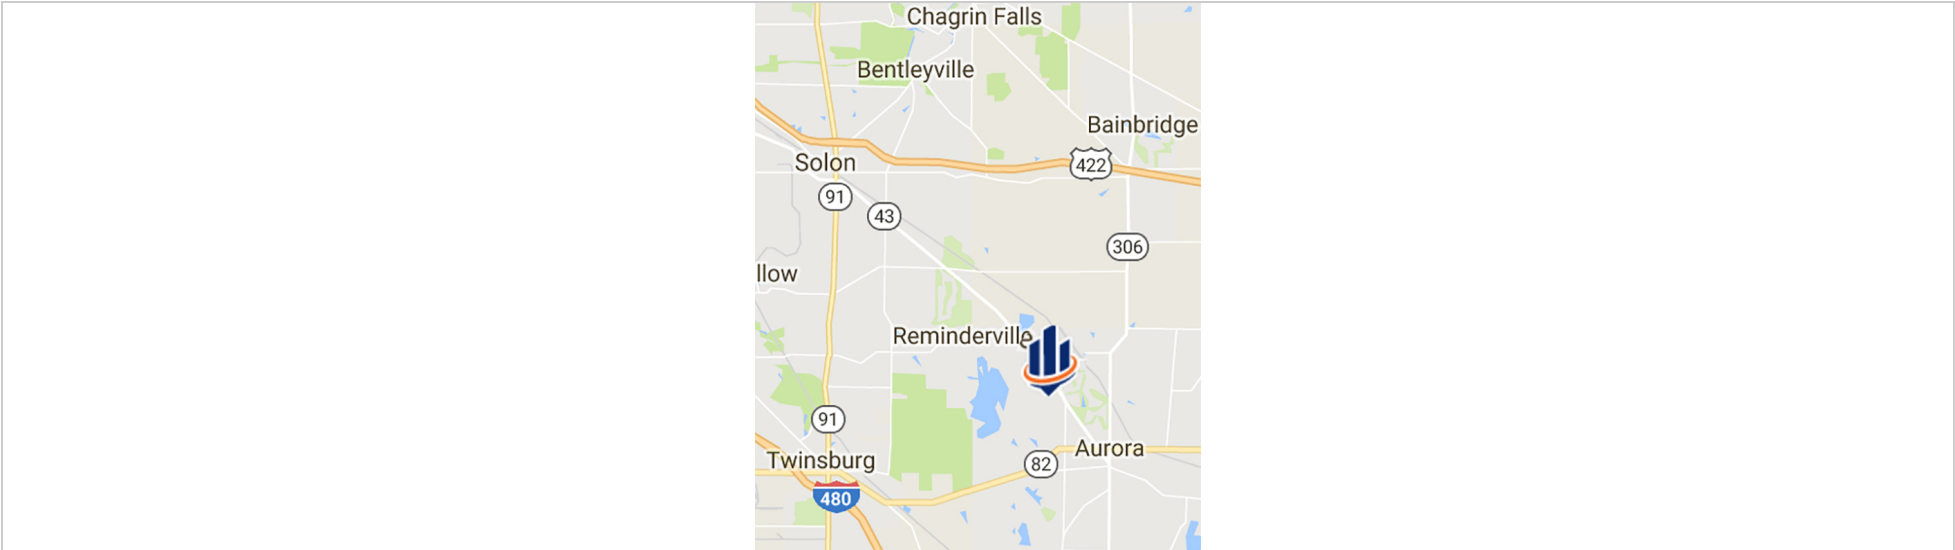 Chagrin Falls
Bentleyville
Bainbridge
Solon
422
91
43
306
llow
Reminderville
91
Aurora
Twinsburg
82
480